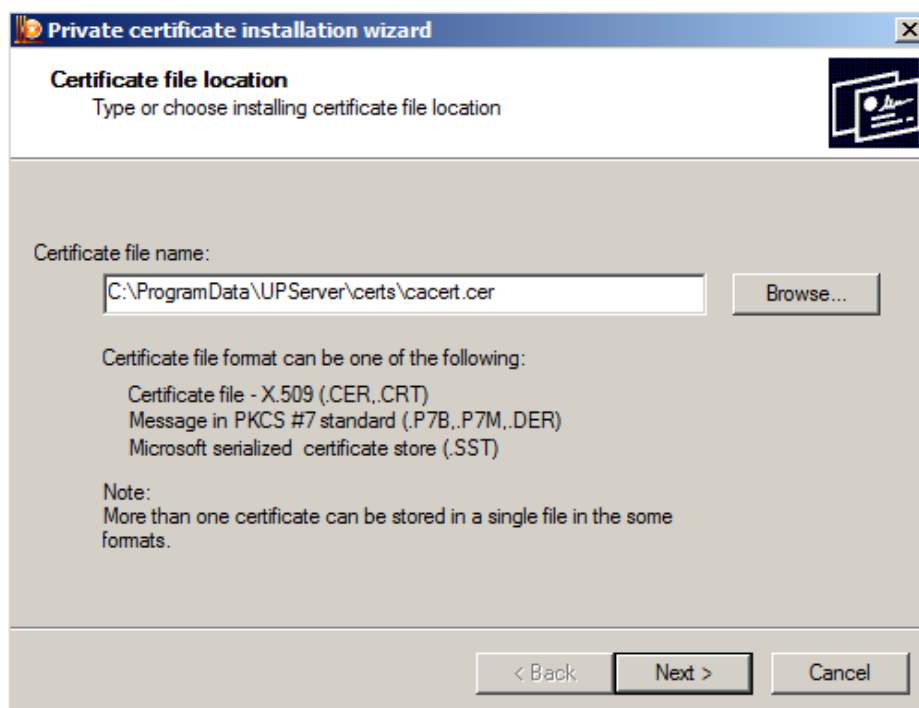 Private certificate installation wizard
Certificate file location
Type or choose installing certificate file location
Certificate file name:
C:\ProgramData\UPServer\certs\cacert.cer
Browse...
Certificate file format can be one of the following:
Certificate file - X.509 (.CER,.CRT)
Message in PKCS #7 standard (.P7B,.P7M,.DER)
Microsoft serialized  certificate store (.SST)
Note:
More than one certificate can be stored in a single file in the some
formats.
< Back
Next >
Cancel